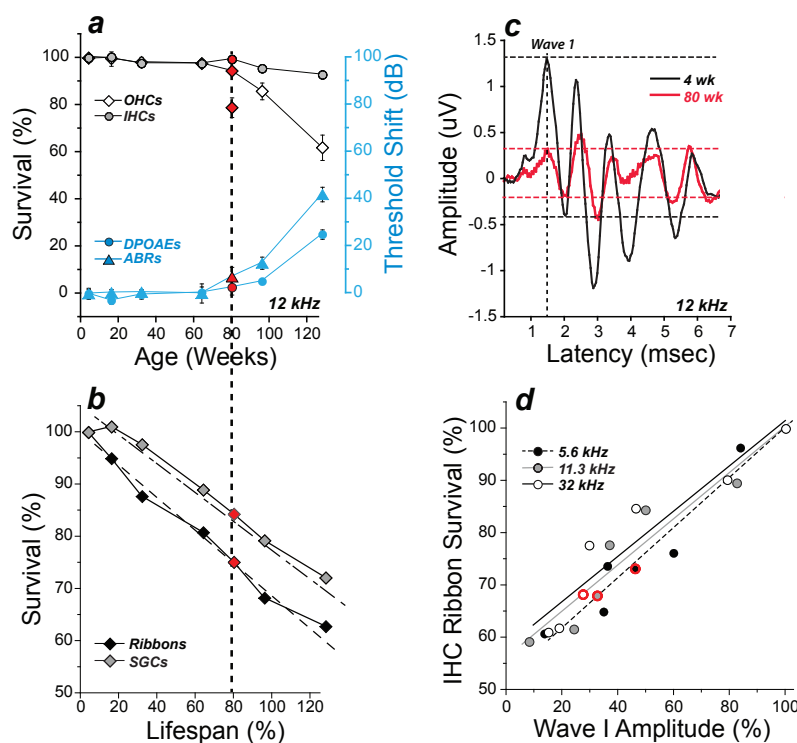 a
100
80
60
40
20
0
Survival (%)
OHCs
IHCs
DPOAEs
ABRs
12 kHz
100
80
60
40
20
0
Threshold Shift (dB)
0 20 40 60 80 100 120
Age (Weeks)
c
Wave 1
4 wk
80 wk
1.5
1.0
0.5
0
-0.5
-1
-1.5
Amplitude (uV)
12 kHz
1 2 3 4 5 6 7
Latency (msec)
b
100
90
80
70
60
50
Survival (%)
Ribbons
SGCs
0 20 40 60 80 100 120
Lifespan (%)
d
5.6 kHz
11.3 kHz
32 kHz
100
90
80
70
60
50
IHC Ribbon Survival (%)
0 20 40 60 80 100
Wave I Amplitude (%)